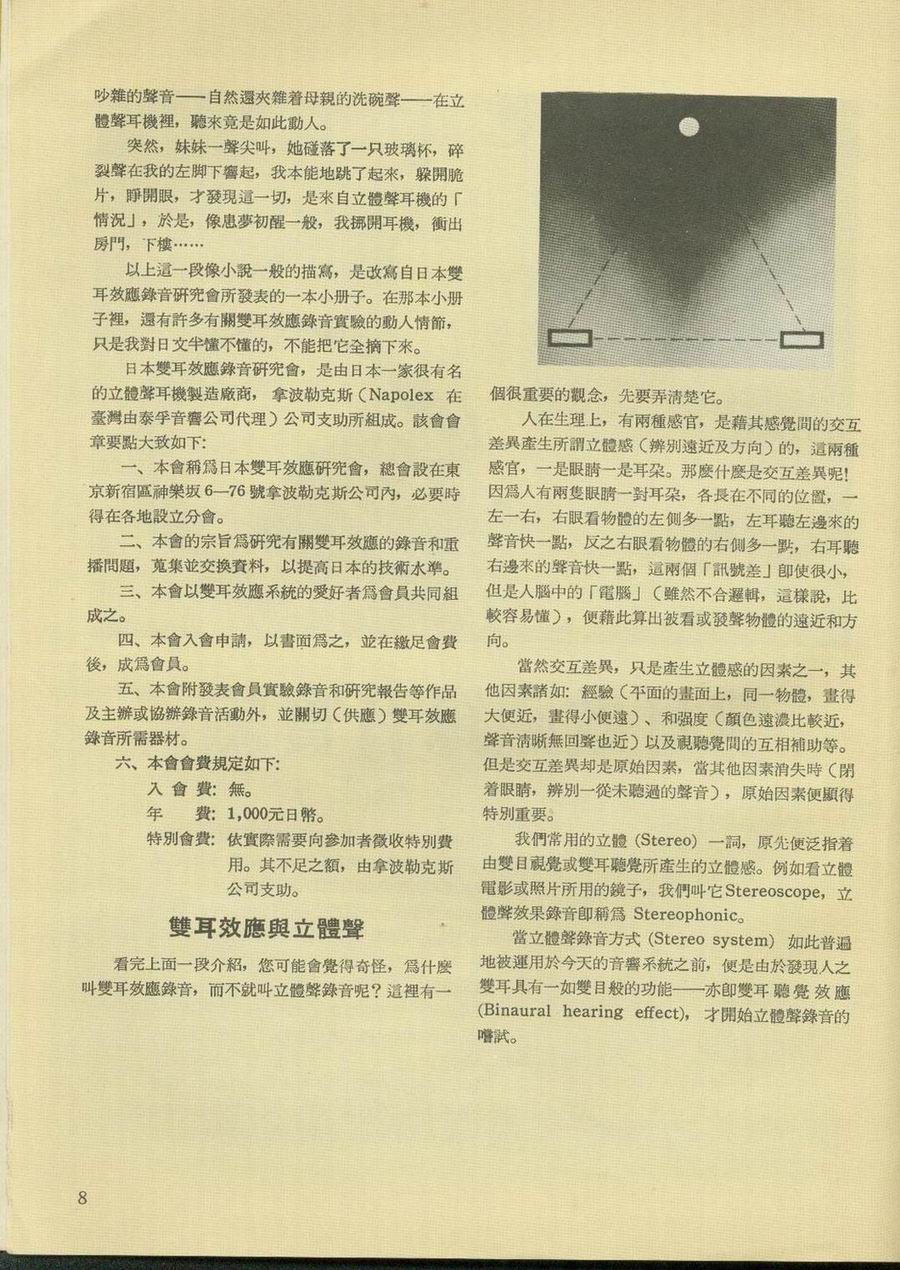 吵雜的聲音——自然還夾雜着母親的洗碗聲——在立
體聲耳機裡，聽來竟是如此動人。
突然，妹妹一聲尖叫，她碰落了一只玻璃杯，碎
裂聲在我的左脚下響起，我本能地跳了起來，躲開脆
片，睜開眼，才發現這一切，是來自立體聲耳機的「
情況」，於是，像患夢初醒一般，我挪開耳機，衝出
房門，下樓……
以上這一段像小說一般的描寫，是改寫自日本雙
耳效應錄音研究會所發表的一本小册子。在那本小册
子裡，還有許多有關雙耳效應錄音實驗的動人情節，
只是我對日文半懂不懂的，不能把它全摘下來。
日本雙耳效應錄音研究會，是由日本一家很有名
的立體聲耳機製造廠商，拿波勒克斯（Napolex 在
臺灣由泰孚音響公司代理）公司支助所組成。該會會
章要點大致如下：
一、本會稱爲日本雙耳效應研究會，總會設在東
京新宿區神樂坂6—76號拿波勒克斯公司內，必要時
得在各地設立分會。
二、本會的宗旨爲研究有關雙耳效應的錄音和重
播問題，蒐集並交換資料，以提高日本的技術水準。
三、本會以雙耳效應系統的愛好者爲會員共同組
成之。
四、本會入會申請，以書面爲之，並在繳足會費
後，成爲會員。
五、本會附發表會員實驗錄音和研究報告等作品
及主辦或協辦錄音活動外，並關切（供應）雙耳效應
錄音所需器材。
六、本會會費規定如下：
入會費：無。
年　費：1,000元日幣。
特別會費：依實際需要向參加者徵收特別費
用。其不足之額，由拿波勒克斯
公司支助。
雙耳效應與立體聲
看完上面一段介紹，您可能會覺得奇怪，爲什麼
叫雙耳效應錄音，而不就叫立體聲錄音呢？這裡有一
個很重要的觀念，先要弄清楚它。
人在生理上，有兩種感官，是藉其感覺間的交互
差異產生所謂立體感（辨別遠近及方向）的，這兩種
感官，一是眼睛一是耳朶。那麼什麼是交互差異呢！
因爲人有兩隻眼睛一對耳朶，各長在不同的位置，一
左一右，右眼看物體的左側多一點，左耳聽左邊來的
聲音快一點，反之右眼看物體的右側多一點，右耳聽
右邊來的聲音快一點，這兩個「訊號差」卽使很小，
但是人腦中的「電腦」（雖然不合邏輯，這樣說，比
較容易懂），便藉此算出被看或發聲物體的遠近和方
向。
當然交互差異，只是產生立體感的因素之一，其
他因素諸如：經驗（平面的畫面上，同一物體，畫得
大便近，畫得小便遠）、和强度（顏色遠濃比較近，
聲音清晰無回聲也近）以及視聽覺間的互相補助等。
但是交互差異却是原始因素，當其他因素消失時（閉
着眼睛，辨別一從未聽過的聲音），原始因素便顯得
特別重要。
我們常用的立體 (Stereo) 一詞，原先便泛指着
由雙目視覺或雙耳聽覺所產生的立體感。例如看立體
電影或照片所用的鏡子，我們叫它Stereoscope，立
體聲效果錄音卽稱爲 Stereophonic。
當立體聲錄音方式 (Stereo system) 如此普遍
地被運用於今天的音響系統之前，便是由於發現人之
雙耳具有一如雙目般的功能——亦卽雙耳聽覺效應
(Binaural hearing effect)，才開始立體聲錄音的
嚐試。
8